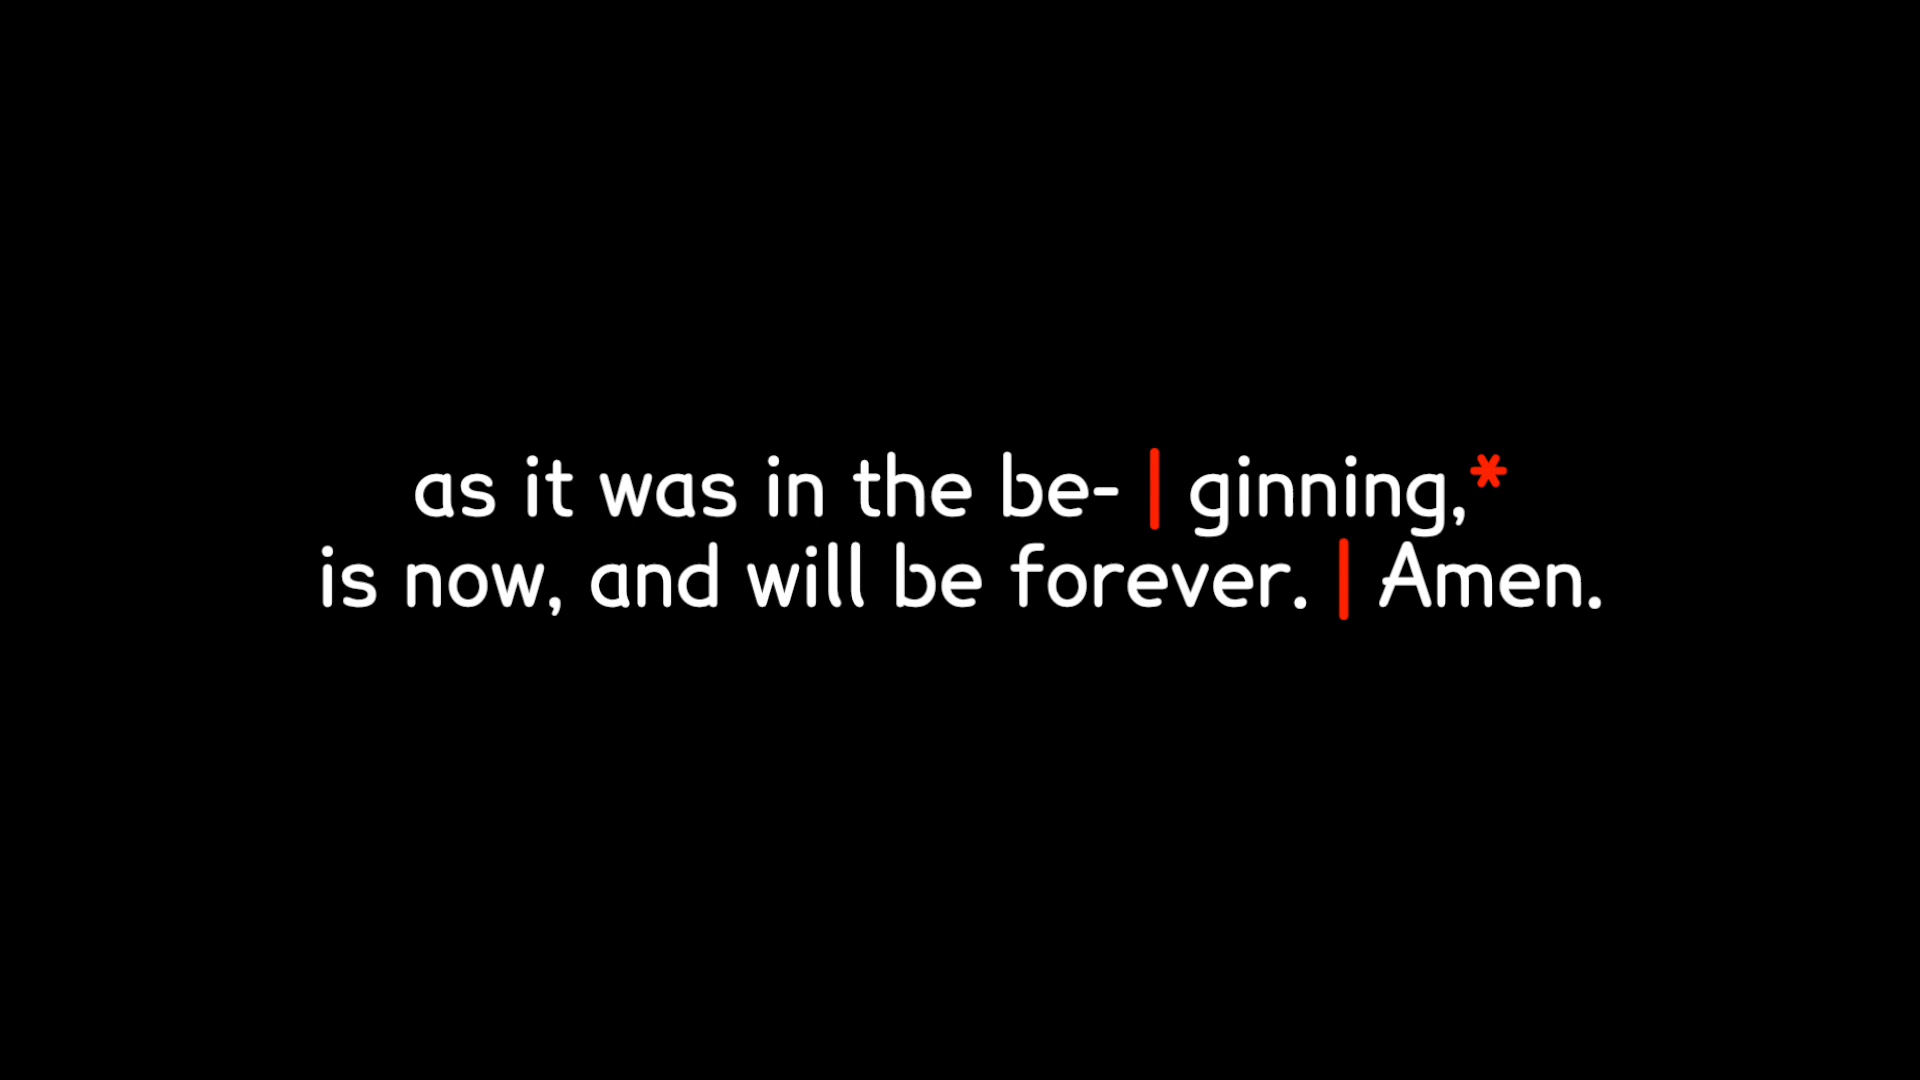 as it was in the be- | ginning,*
is now, and will be forever. | Amen.